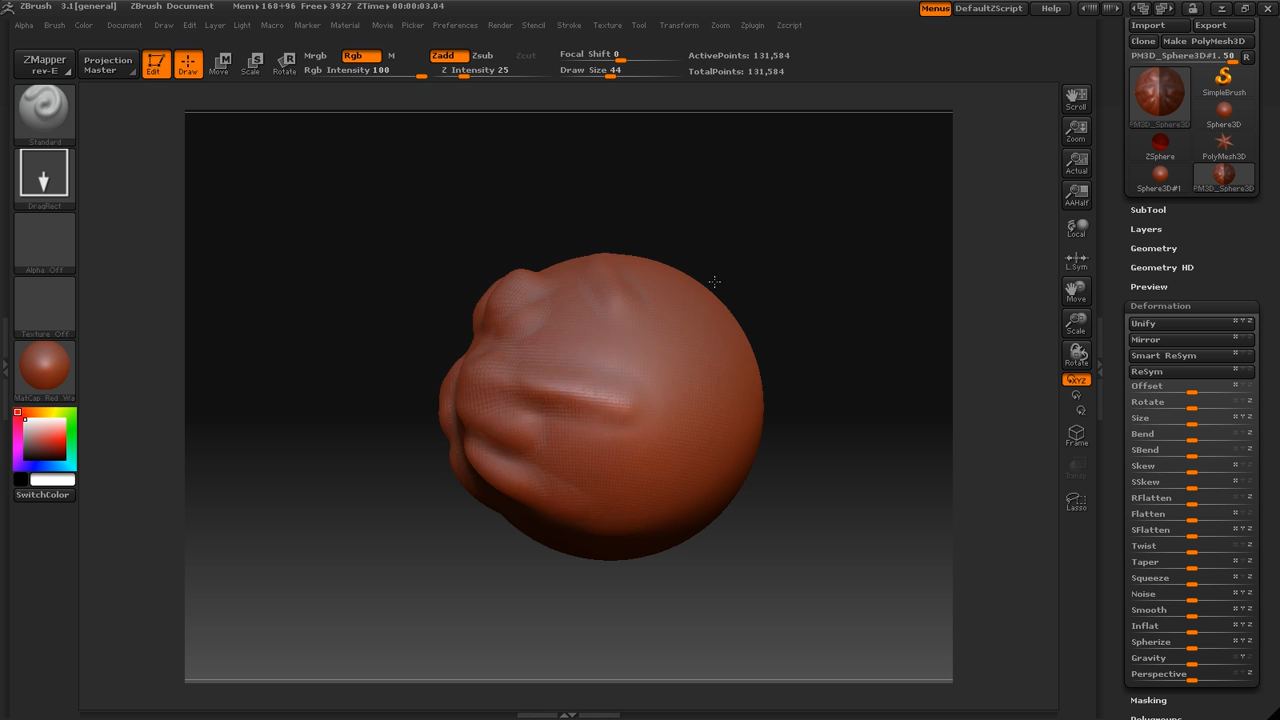 ZBrush 3.1[general] ZBrush Document Mem▸168+96 Free▸3927 ZTime▸00:00:03.04 Menus DefaultZScript Help
Alpha Brush Color Document Draw Edit Layer Light Macro Marker Material Movie Picker Preferences Render Stencil Stroke Texture Tool Transform Zoom Zplugin Zscript
ZMapper
rev-E
Projection
Master
Edit
Draw
Move
Scale
Rotate
Mrgb Rgb M
Rgb Intensity 100
Zadd Zsub Zcut
Z Intensity 25
Focal Shift 0
Draw Size 44
ActivePoints: 131,584
TotalPoints: 131,584
Standard
DragRect
Alpha Off
Texture Off
MatCap Red Wa
SwitchColor
Scroll
Zoom
Actual
AAHalf
Local
L.Sym
Move
Scale
Rotate
XYZ
Frame
Transp
Lasso
Import Export
Clone Make PolyMesh3D
PM3D_Sphere3D#1. 50 R
PM3D_Sphere3D
SimpleBrush
Sphere3D
ZSphere
PolyMesh3D
Sphere3D#1
PM3D_Sphere3D
SubTool
Layers
Geometry
Geometry HD
Preview
Deformation
Unify X Y Z
Mirror X Y Z
Smart ReSym X Y Z
ReSym X Y Z
Offset X Y Z
Rotate X Y Z
Size X Y Z
Bend X Y Z
SBend X Y Z
Skew X Y Z
SSkew X Y Z
RFlatten X Y Z
Flatten X Y Z
SFlatten X Y Z
Twist X Y Z
Taper X Y Z
Squeeze X Y Z
Noise X Y Z
Smooth X Y Z
Inflat X Y Z
Spherize X Y Z
Gravity X Y Z
Perspective X Y Z
Masking
Polygroups